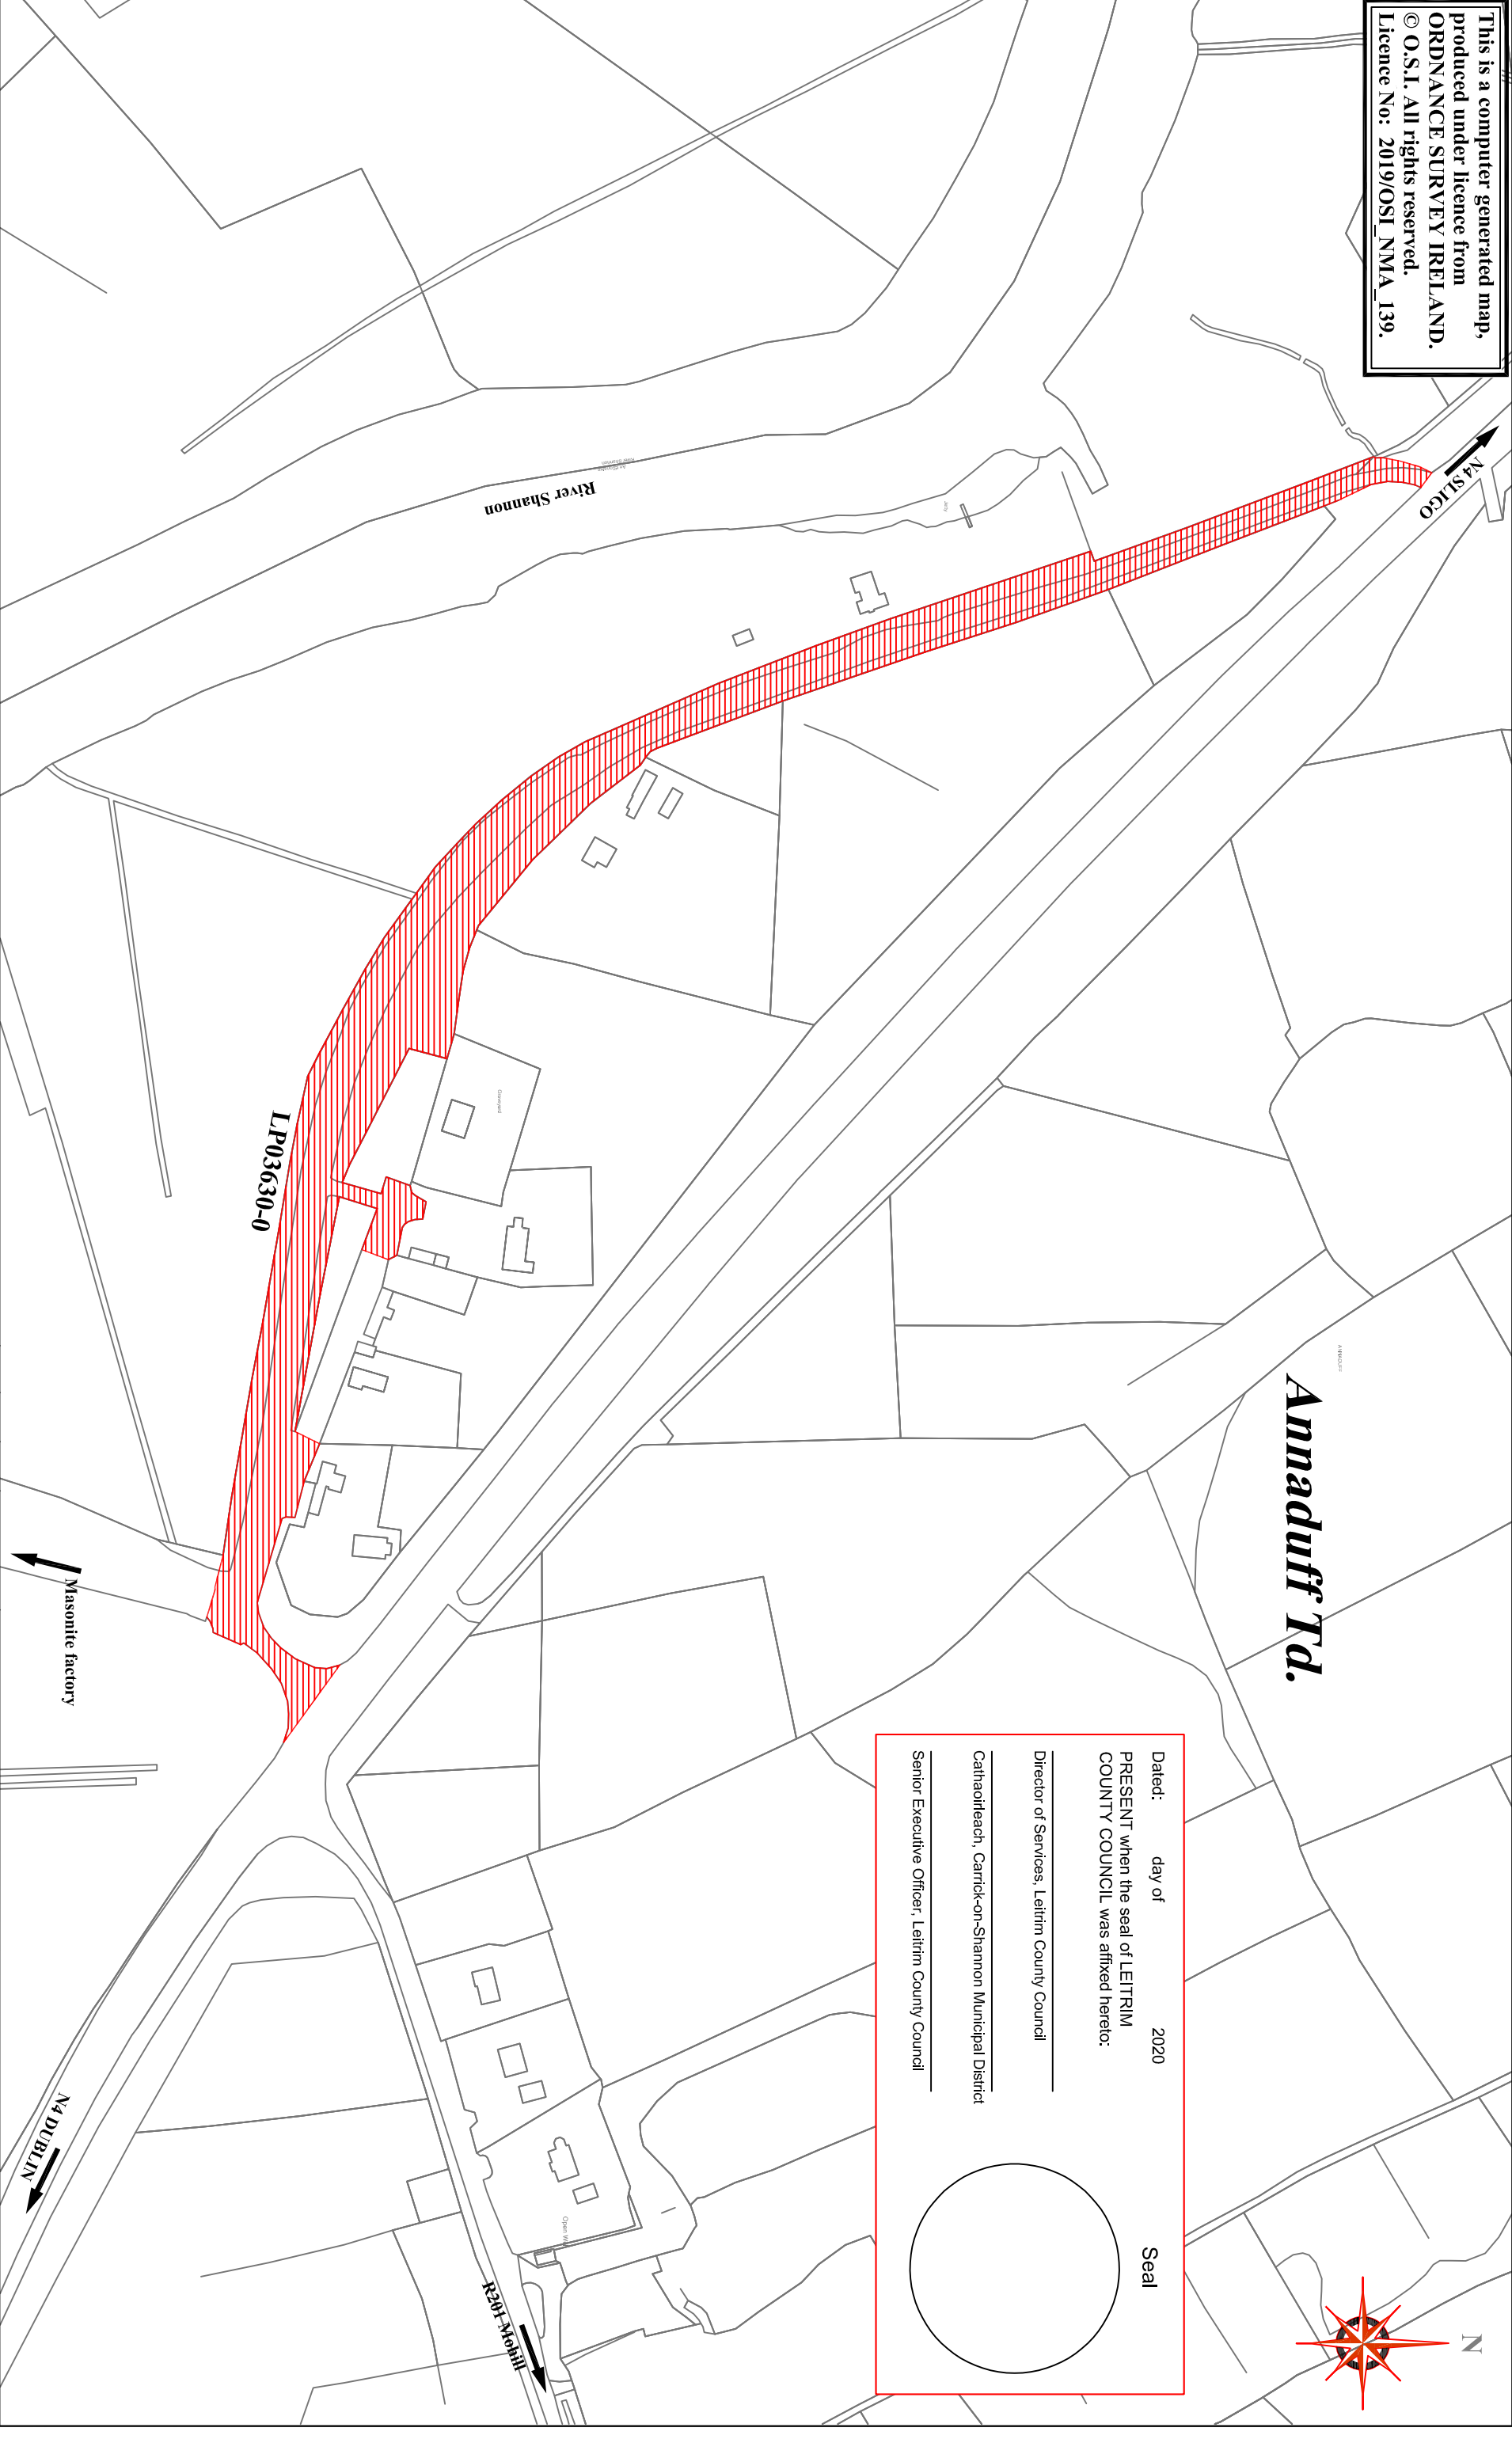 This is a computer generated map,
produced under licence from
ORDNANCE SURVEY IRELAND.
© O.S.I. All rights reserved.
Licence No: 2019/OSI_NMA_139.
N4 SLIGO
River Shannon
Jetty
Graveyard
LP03630-0
Annaduff Td.
ANNADUFF
Masonite factory
N4 DUBLIN
R201 Mohill
Dated: day of 2020
PRESENT when the seal of LEITRIM
COUNTY COUNCIL was affixed hereto:
Director of Services, Leitrim County Council
Cathaoirleach, Carrick-on-Shannon Municipal District
Senior Executive Officer, Leitrim County Council
Seal
N